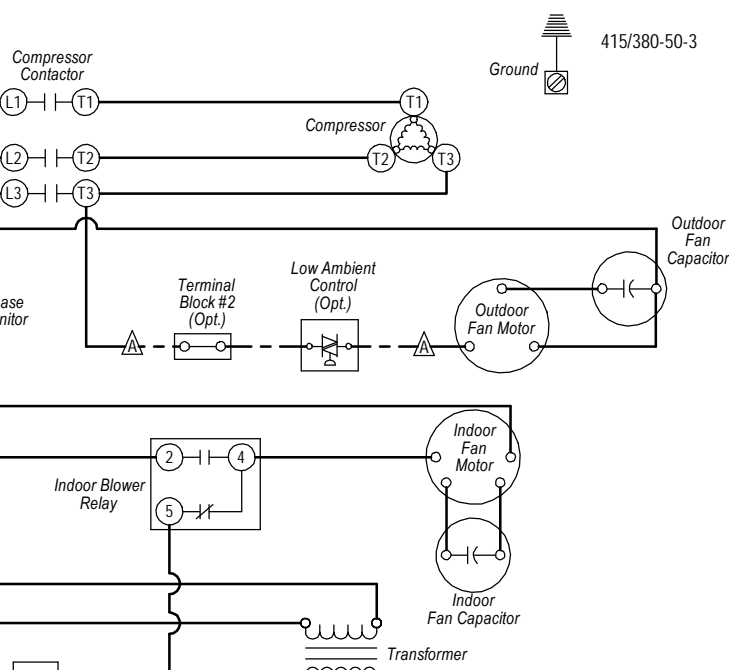 415/380-50-3
Ground
Compressor
Contactor
L1
T1
T1
Compressor
L2
T2
T2
T3
L3
T3
Outdoor
Fan
Capacitor
Terminal
Block #2
(Opt.)
Low Ambient
Control
(Opt.)
ase
nitor
Outdoor
Fan Motor
A
A
Indoor
Fan
Motor
2
4
Indoor Blower
Relay
5
Indoor
Fan Capacitor
Transformer